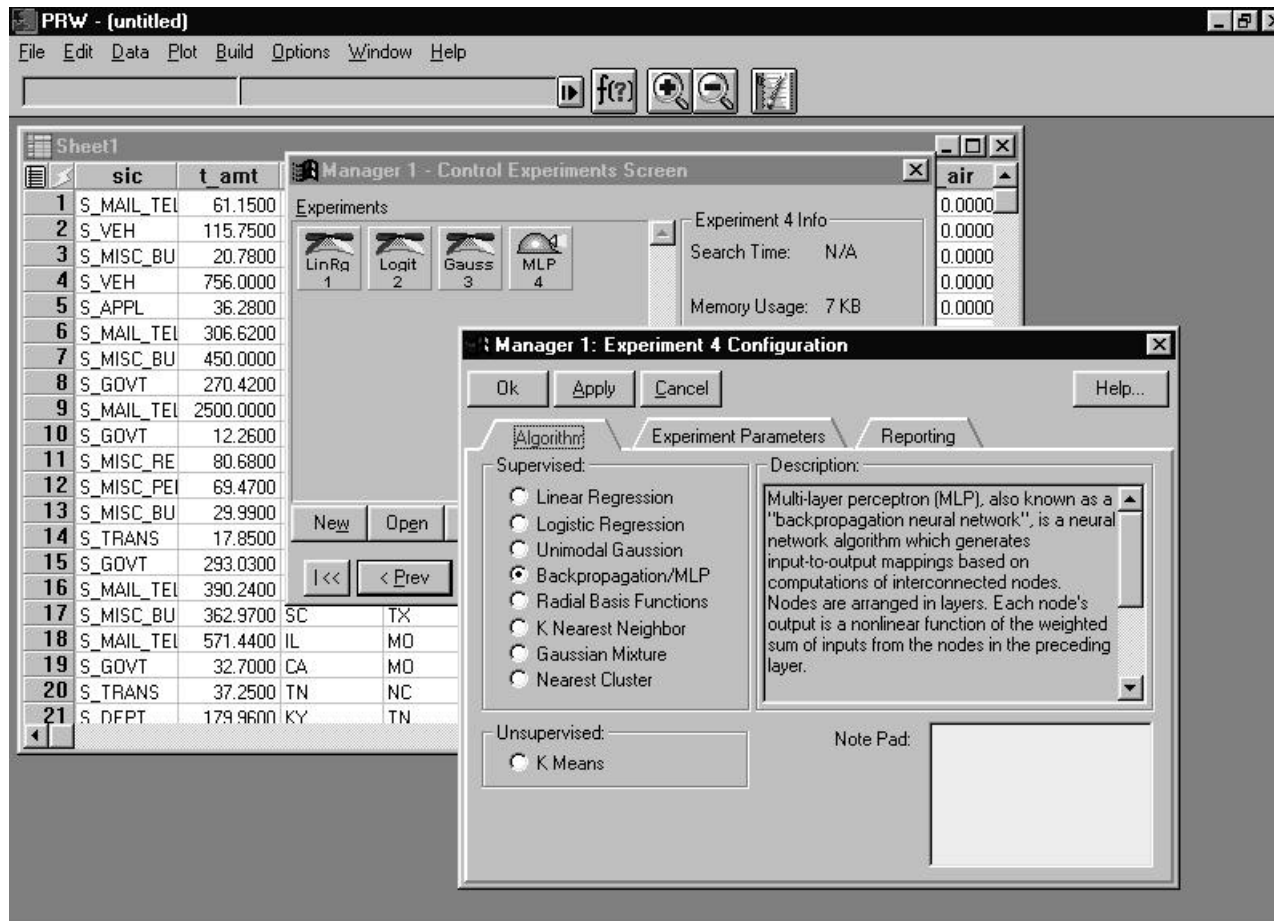 PRW - (untitled)
File Edit Data Plot Build Options Window Help
f(?)
Sheet1
sic t_amt _air
1 S_MAIL_TEL 61.1500 0.0000
2 S_VEH 115.7500 0.0000
3 S_MISC_BU 20.7800 0.0000
4 S_VEH 756.0000 0.0000
5 S_APPL 36.2800 0.0000
6 S_MAIL_TEL 306.6200
7 S_MISC_BU 450.0000
8 S_GOVT 270.4200
9 S_MAIL_TEL 2500.0000
10 S_GOVT 12.2600
11 S_MISC_RE 80.6800
12 S_MISC_PE 69.4700
13 S_MISC_BU 29.9900
14 S_TRANS 17.8500
15 S_GOVT 293.0300
16 S_MAIL_TEL 390.2400
17 S_MISC_BU 362.9700 SC TX
18 S_MAIL_TEL 571.4400 IL MO
19 S_GOVT 32.7000 CA MO
20 S_TRANS 37.2500 TN NC
21 S_DEPT 179.9600 KY TN
Manager 1 - Control Experiments Screen
Experiments
LinRg Logit Gauss MLP
1 2 3 4
Experiment 4 Info
Search Time: N/A
Memory Usage: 7 KB
New Open
|<< < Prev
Manager 1: Experiment 4 Configuration
Ok Apply Cancel Help...
Algorithm Experiment Parameters Reporting
Supervised:
Linear Regression
Logistic Regression
Unimodal Gaussion
Backpropagation/MLP
Radial Basis Functions
K Nearest Neighbor
Gaussian Mixture
Nearest Cluster
Description:
Multi-layer perceptron (MLP), also known as a
"backpropagation neural network", is a neural
network algorithm which generates
input-to-output mappings based on
computations of interconnected nodes.
Nodes are arranged in layers. Each node's
output is a nonlinear function of the weighted
sum of inputs from the nodes in the preceding
layer.
Unsupervised:
K Means
Note Pad: